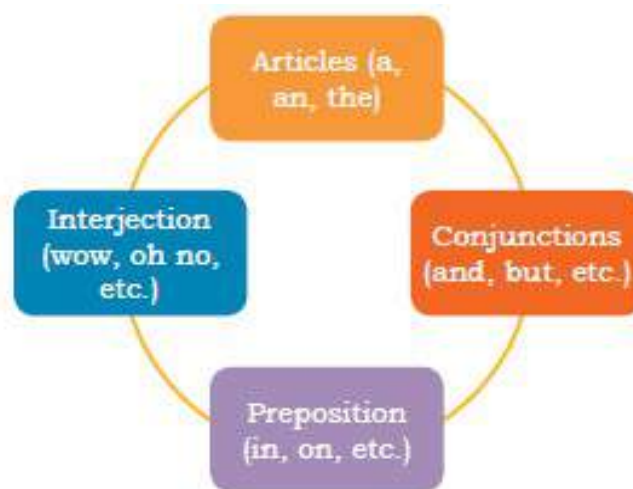 Articles (a,
an, the)
Interjection
(wow, oh no,
etc.)
Conjunctions
(and, but, etc.)
Preposition
(in, on, etc.)